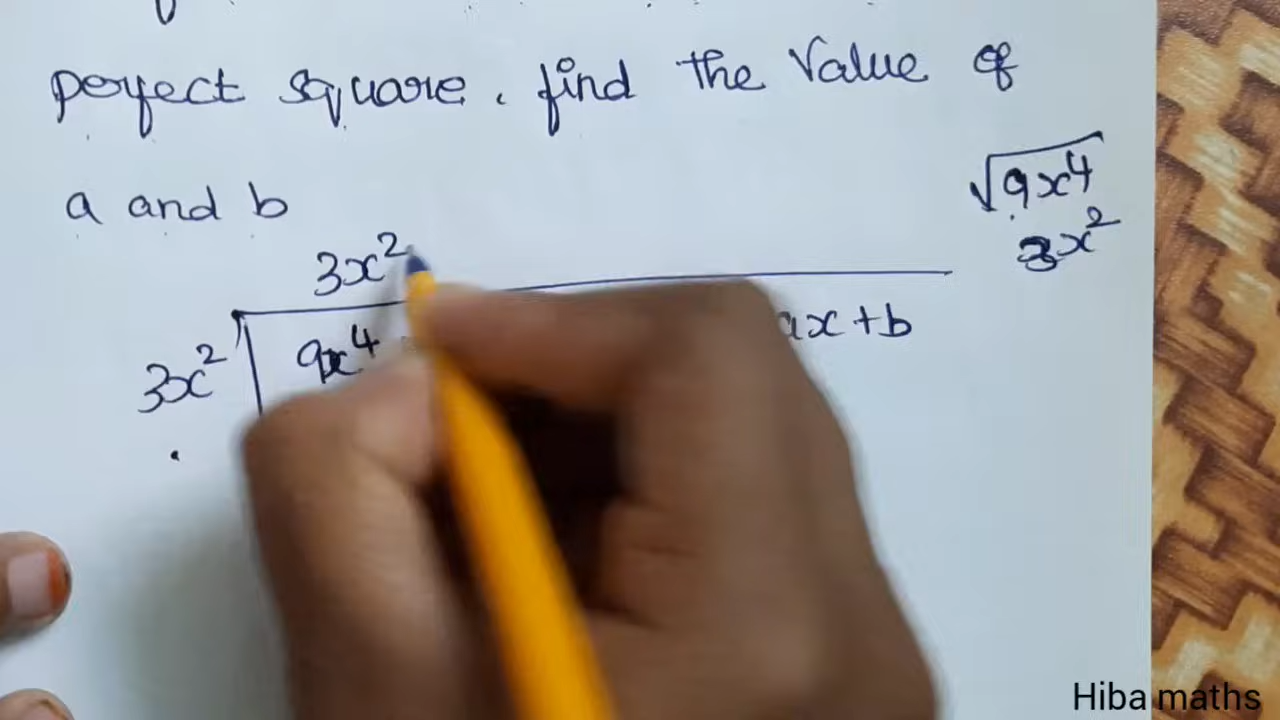 perfect square. find the value of
a and b
√9x⁴
3x²
3x²
3x² 9x⁴ ax + b
Hiba maths